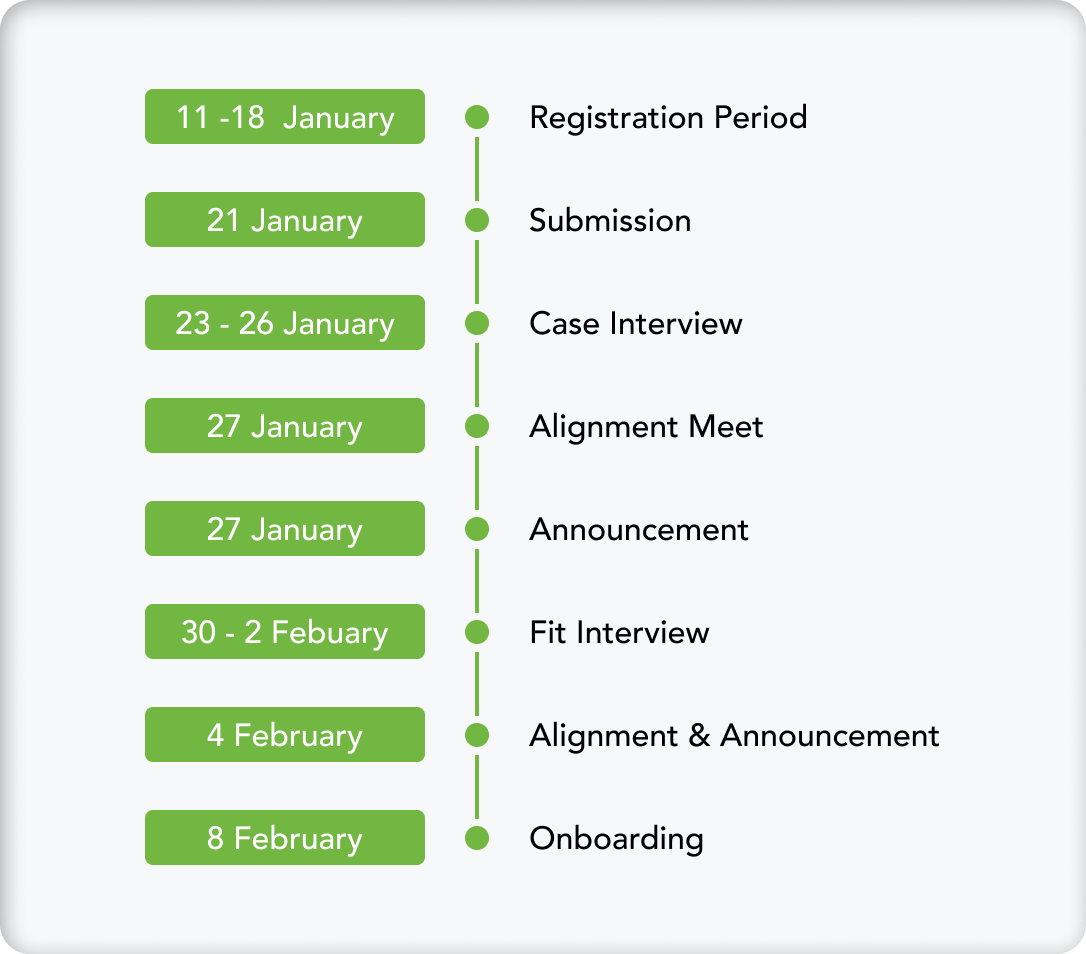 11 -18  January
Registration Period
21 January
Submission
23 - 26 January
Case Interview
27 January
Alignment Meet
27 January
Announcement
30 - 2 Febuary
Fit Interview
4 February
Alignment & Announcement
8 February
Onboarding